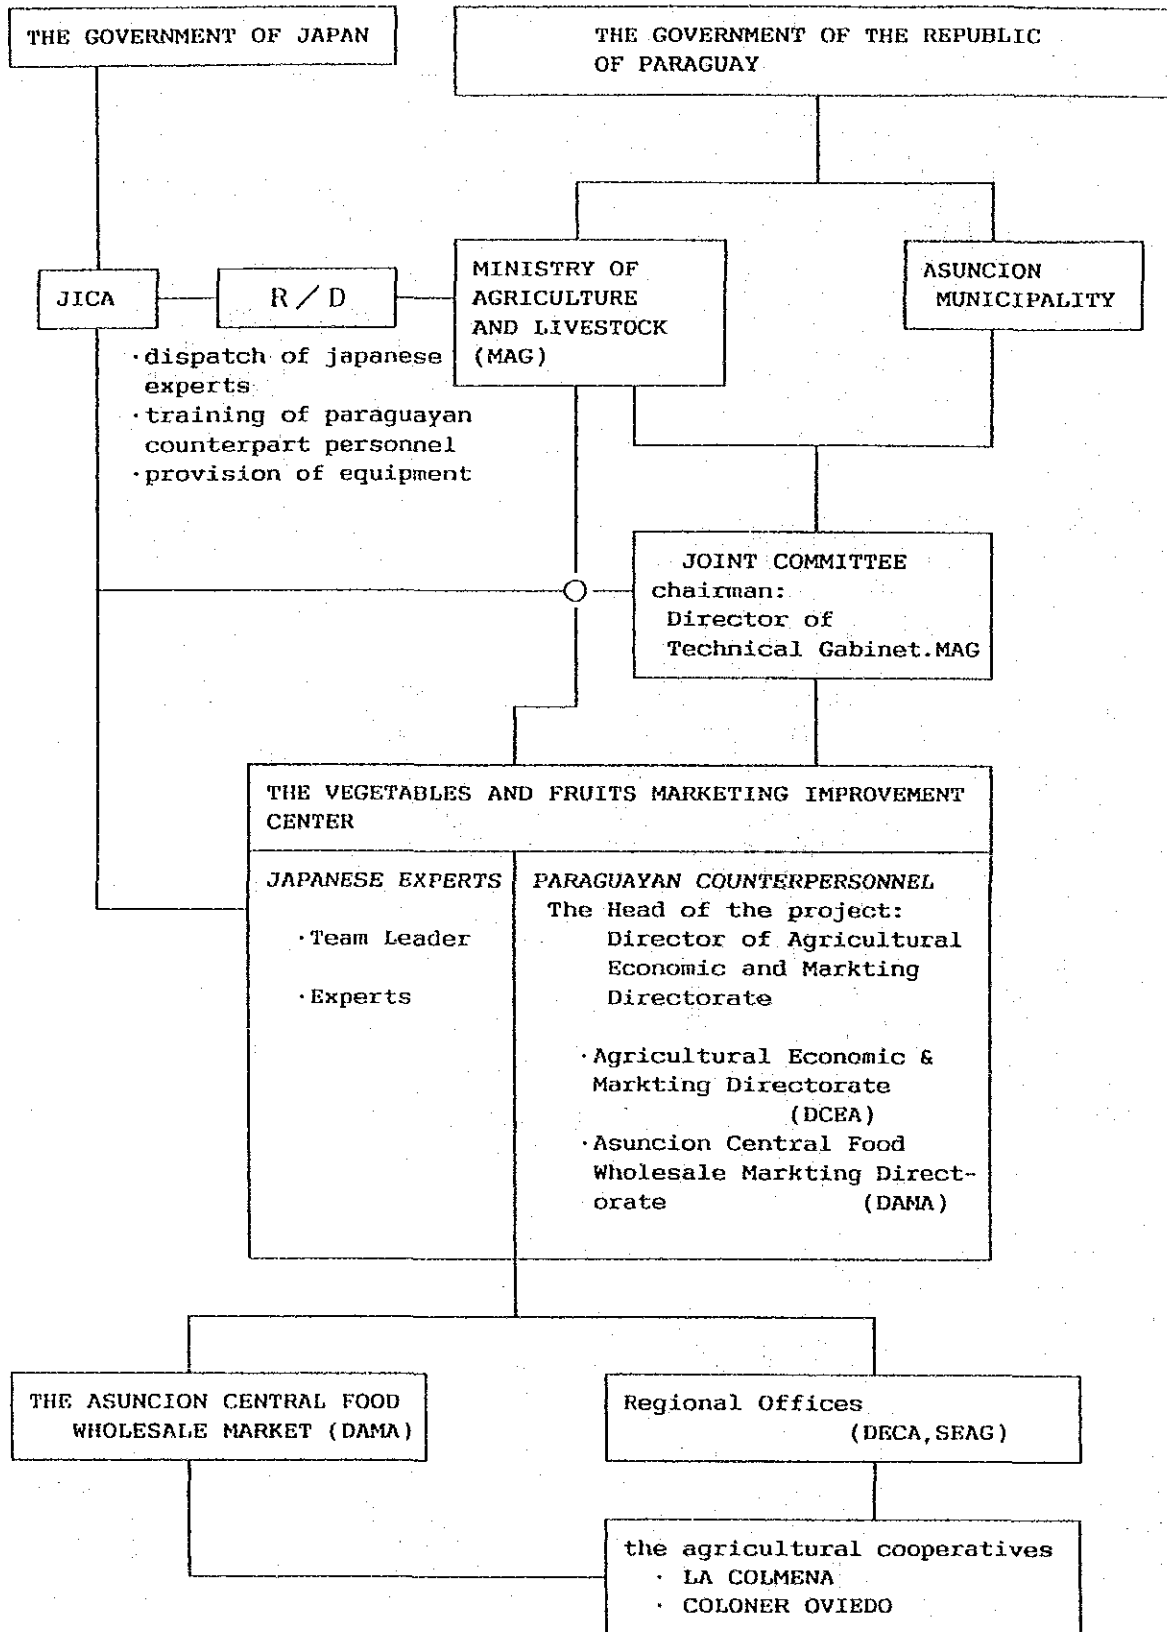 THE GOVERNMENT OF JAPAN
THE GOVERNMENT OF THE REPUBLIC
OF PARAGUAY
JICA
R／D
MINISTRY OF
AGRICULTURE
AND LIVESTOCK
(MAG)
ASUNCION
MUNICIPALITY
·dispatch of japanese
experts
·training of paraguayan
counterpart personnel
·provision of equipment
JOINT COMMITTEE
chairman:
Director of
Technical Gabinet.MAG
THE VEGETABLES AND FRUITS MARKETING IMPROVEMENT
CENTER
JAPANESE EXPERTS
·Team Leader
·Experts
PARAGUAYAN COUNTERPERSONNEL
The Head of the project:
Director of Agricultural
Economic and Markting
Directorate
·Agricultural Economic &
Markting Directorate
(DCEA)
·Asuncion Central Food
Wholesale Markting Direct-
orate (DAMA)
THE ASUNCION CENTRAL FOOD
WHOLESALE MARKET (DAMA)
Regional Offices
(DECA,SEAG)
the agricultural cooperatives
· LA COLMENA
· COLONER OVIEDO